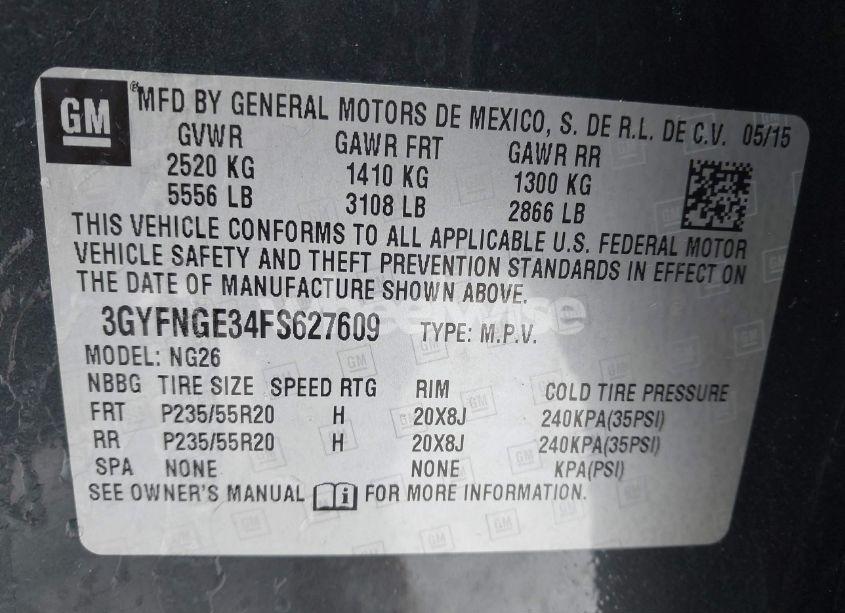 GM ® MFD BY GENERAL MOTORS DE MEXICO, S. DE R.L. DE C.V. 05/15
GVWR GAWR FRT GAWR RR
2520 KG 1410 KG 1300 KG
5556 LB 3108 LB 2866 LB
THIS VEHICLE CONFORMS TO ALL APPLICABLE U.S. FEDERAL MOTOR
VEHICLE SAFETY AND THEFT PREVENTION STANDARDS IN EFFECT ON
THE DATE OF MANUFACTURE SHOWN ABOVE.
3GYFNGE34FS627609 TYPE: M.P.V.
MODEL: NG26
NBBG TIRE SIZE SPEED RTG RIM COLD TIRE PRESSURE
FRT P235/55R20 H 20X8J 240KPA(35PSI)
RR P235/55R20 H 20X8J 240KPA(35PSI)
SPA NONE NONE KPA(PSI)
SEE OWNER'S MANUAL i FOR MORE INFORMATION.